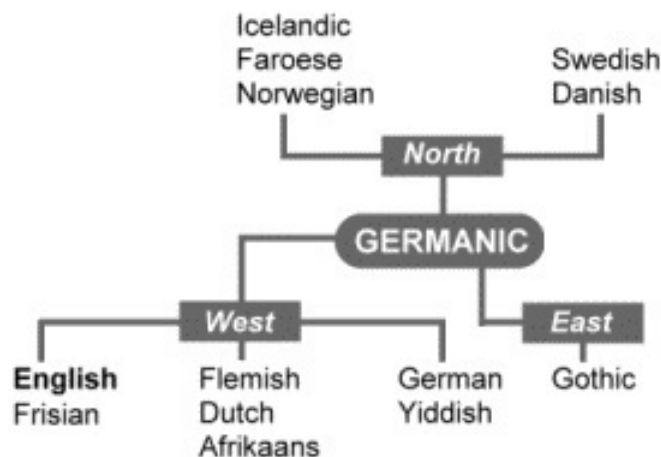 Icelandic
Faroese
Norwegian
Swedish
Danish
North
GERMANIC
West
East
English
Frisian
Flemish
Dutch
Afrikaans
German
Yiddish
Gothic